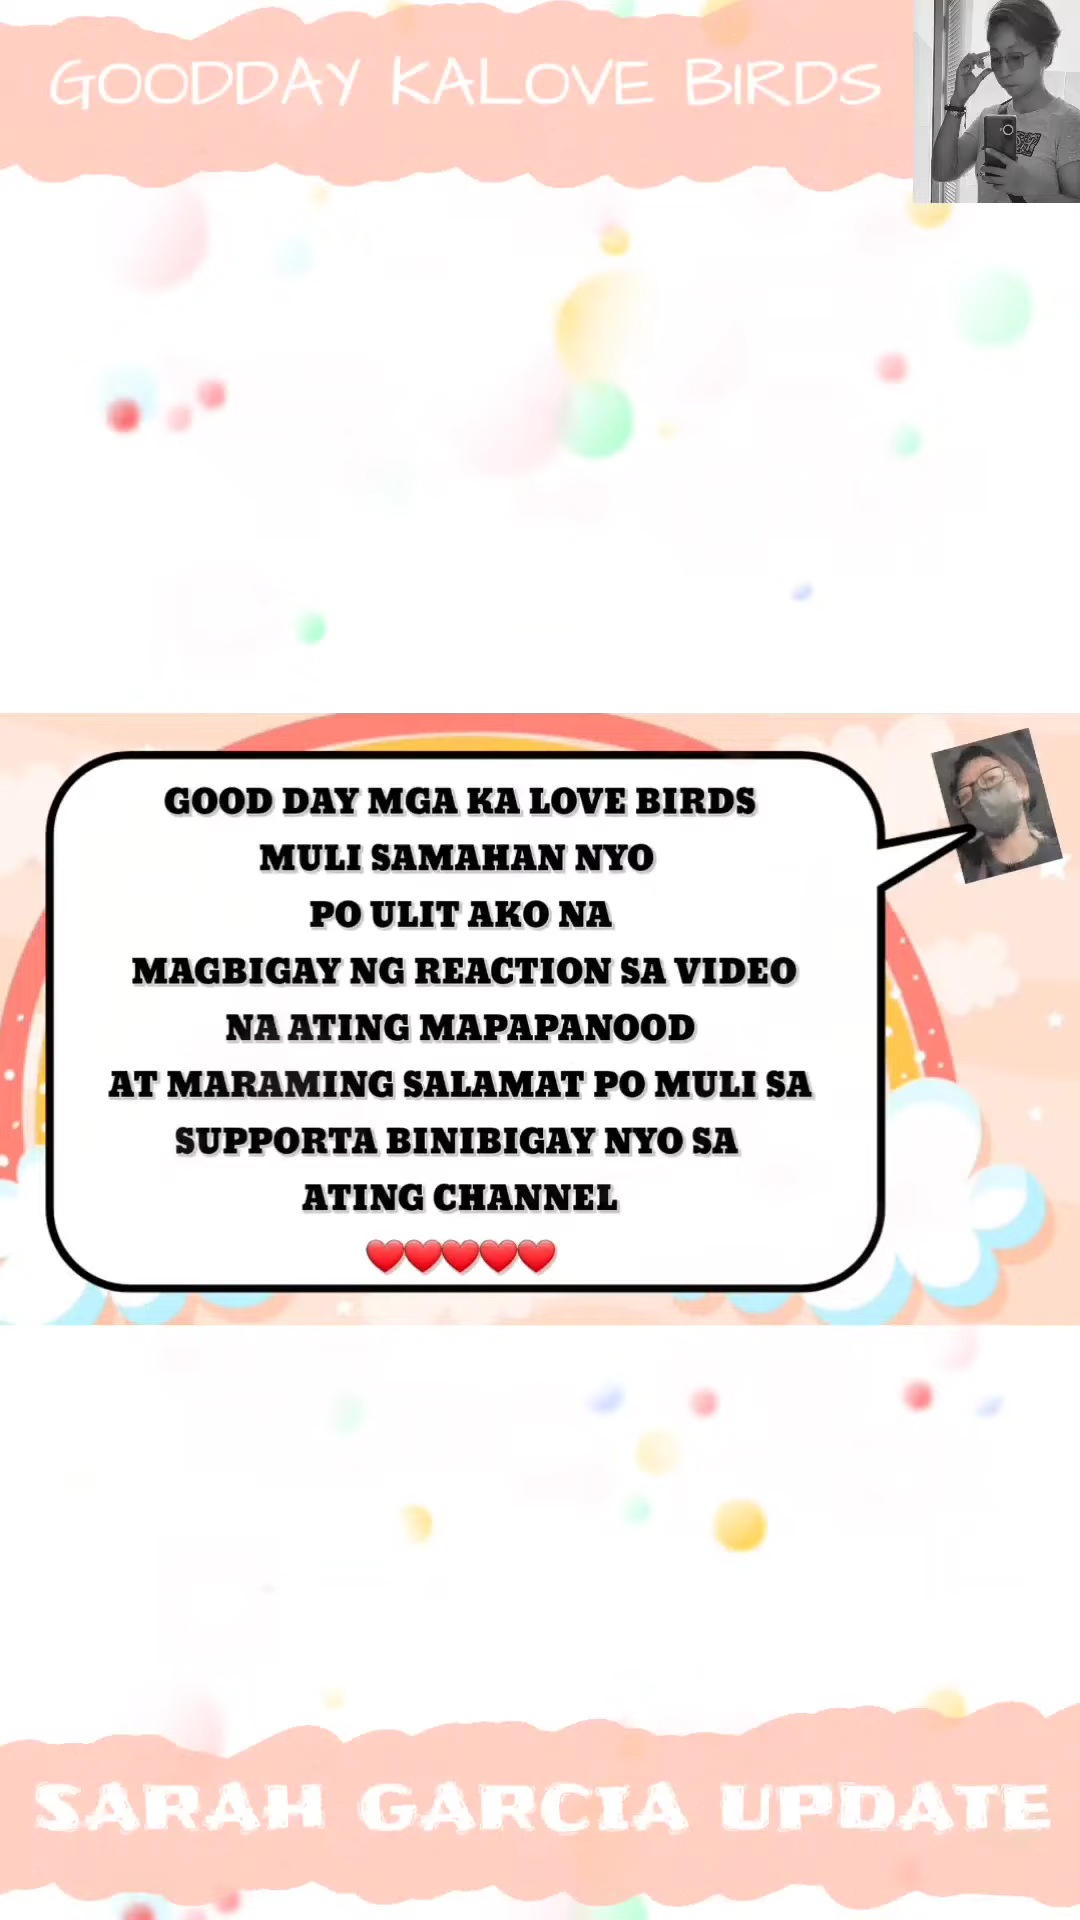 GOODDAY KALOVE BIRDS
GOOD DAY MGA KA LOVE BIRDS
MULI SAMAHAN NYO
PO ULIT AKO NA
MAGBIGAY NG REACTION SA VIDEO
NA ATING MAPAPANOOD
AT MARAMING SALAMAT PO MULI SA
SUPPORTA BINIBIGAY NYO SA
ATING CHANNEL
❤️❤️❤️❤️❤️
SARAH GARCIA UPDATE